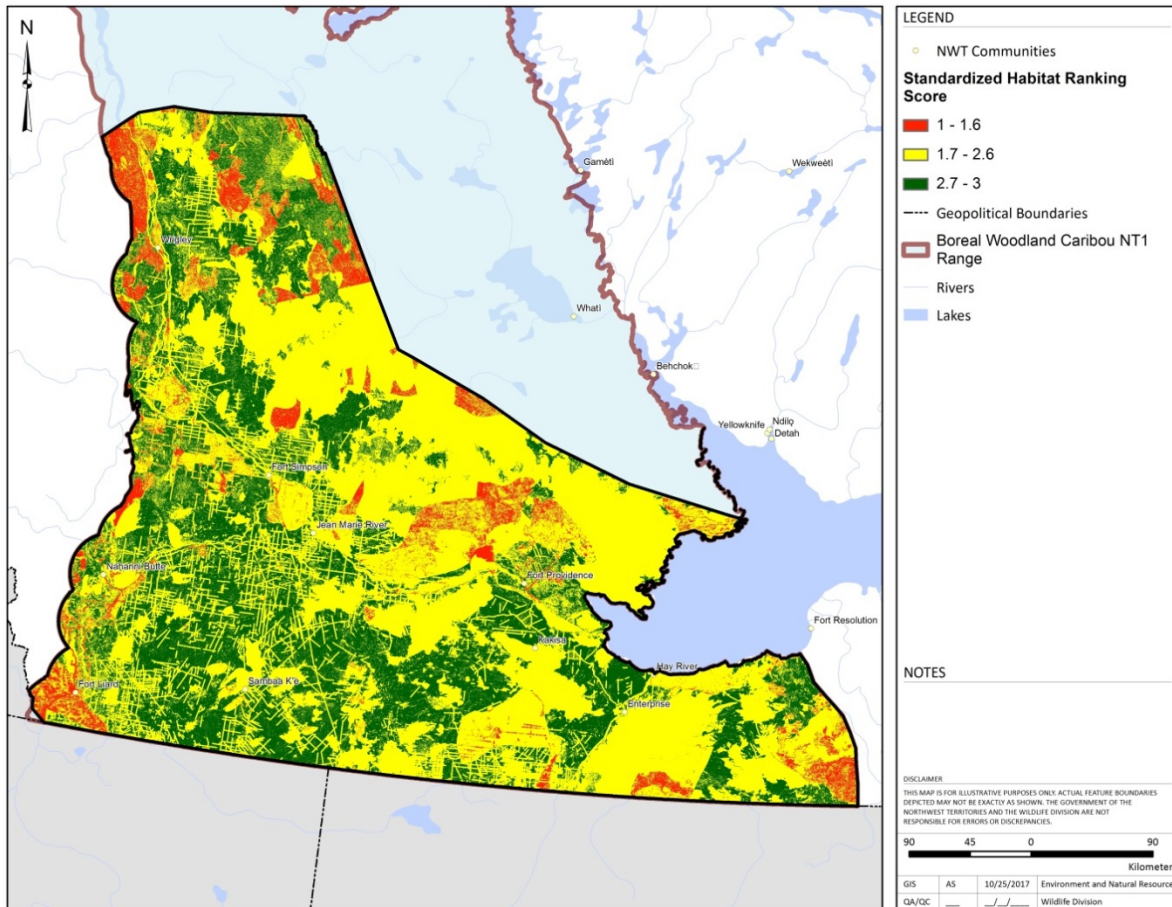 N
Gamètì
Wekweètì
Wrigley
Whatì
Behchok□
Yellowknife
Ndilǫ
Detah
Fort Simpson
Jean Marie River
Nahanni Butte
Fort Providence
Fort Resolution
Kakisa
Hay River
Fort Liard
Sambaa K'e
Enterprise
LEGEND
NWT Communities
Standardized Habitat Ranking
Score
1 - 1.6
1.7 - 2.6
2.7 - 3
Geopolitical Boundaries
Boreal Woodland Caribou NT1
Range
Rivers
Lakes
NOTES
DISCLAIMER
THIS MAP IS FOR ILLUSTRATIVE PURPOSES ONLY. ACTUAL FEATURE BOUNDARIES
DEPICTED MAY NOT BE EXACTLY AS SHOWN. THE GOVERNMENT OF THE
NORTHWEST TERRITORIES AND THE WILDLIFE DIVISION ARE NOT
RESPONSIBLE FOR ERRORS OR DISCREPANCIES.
90 45 0 90
Kilometer
GIS AS 10/25/2017 Environment and Natural Resource
QA/QC ___ __/__/____ Wildlife Division